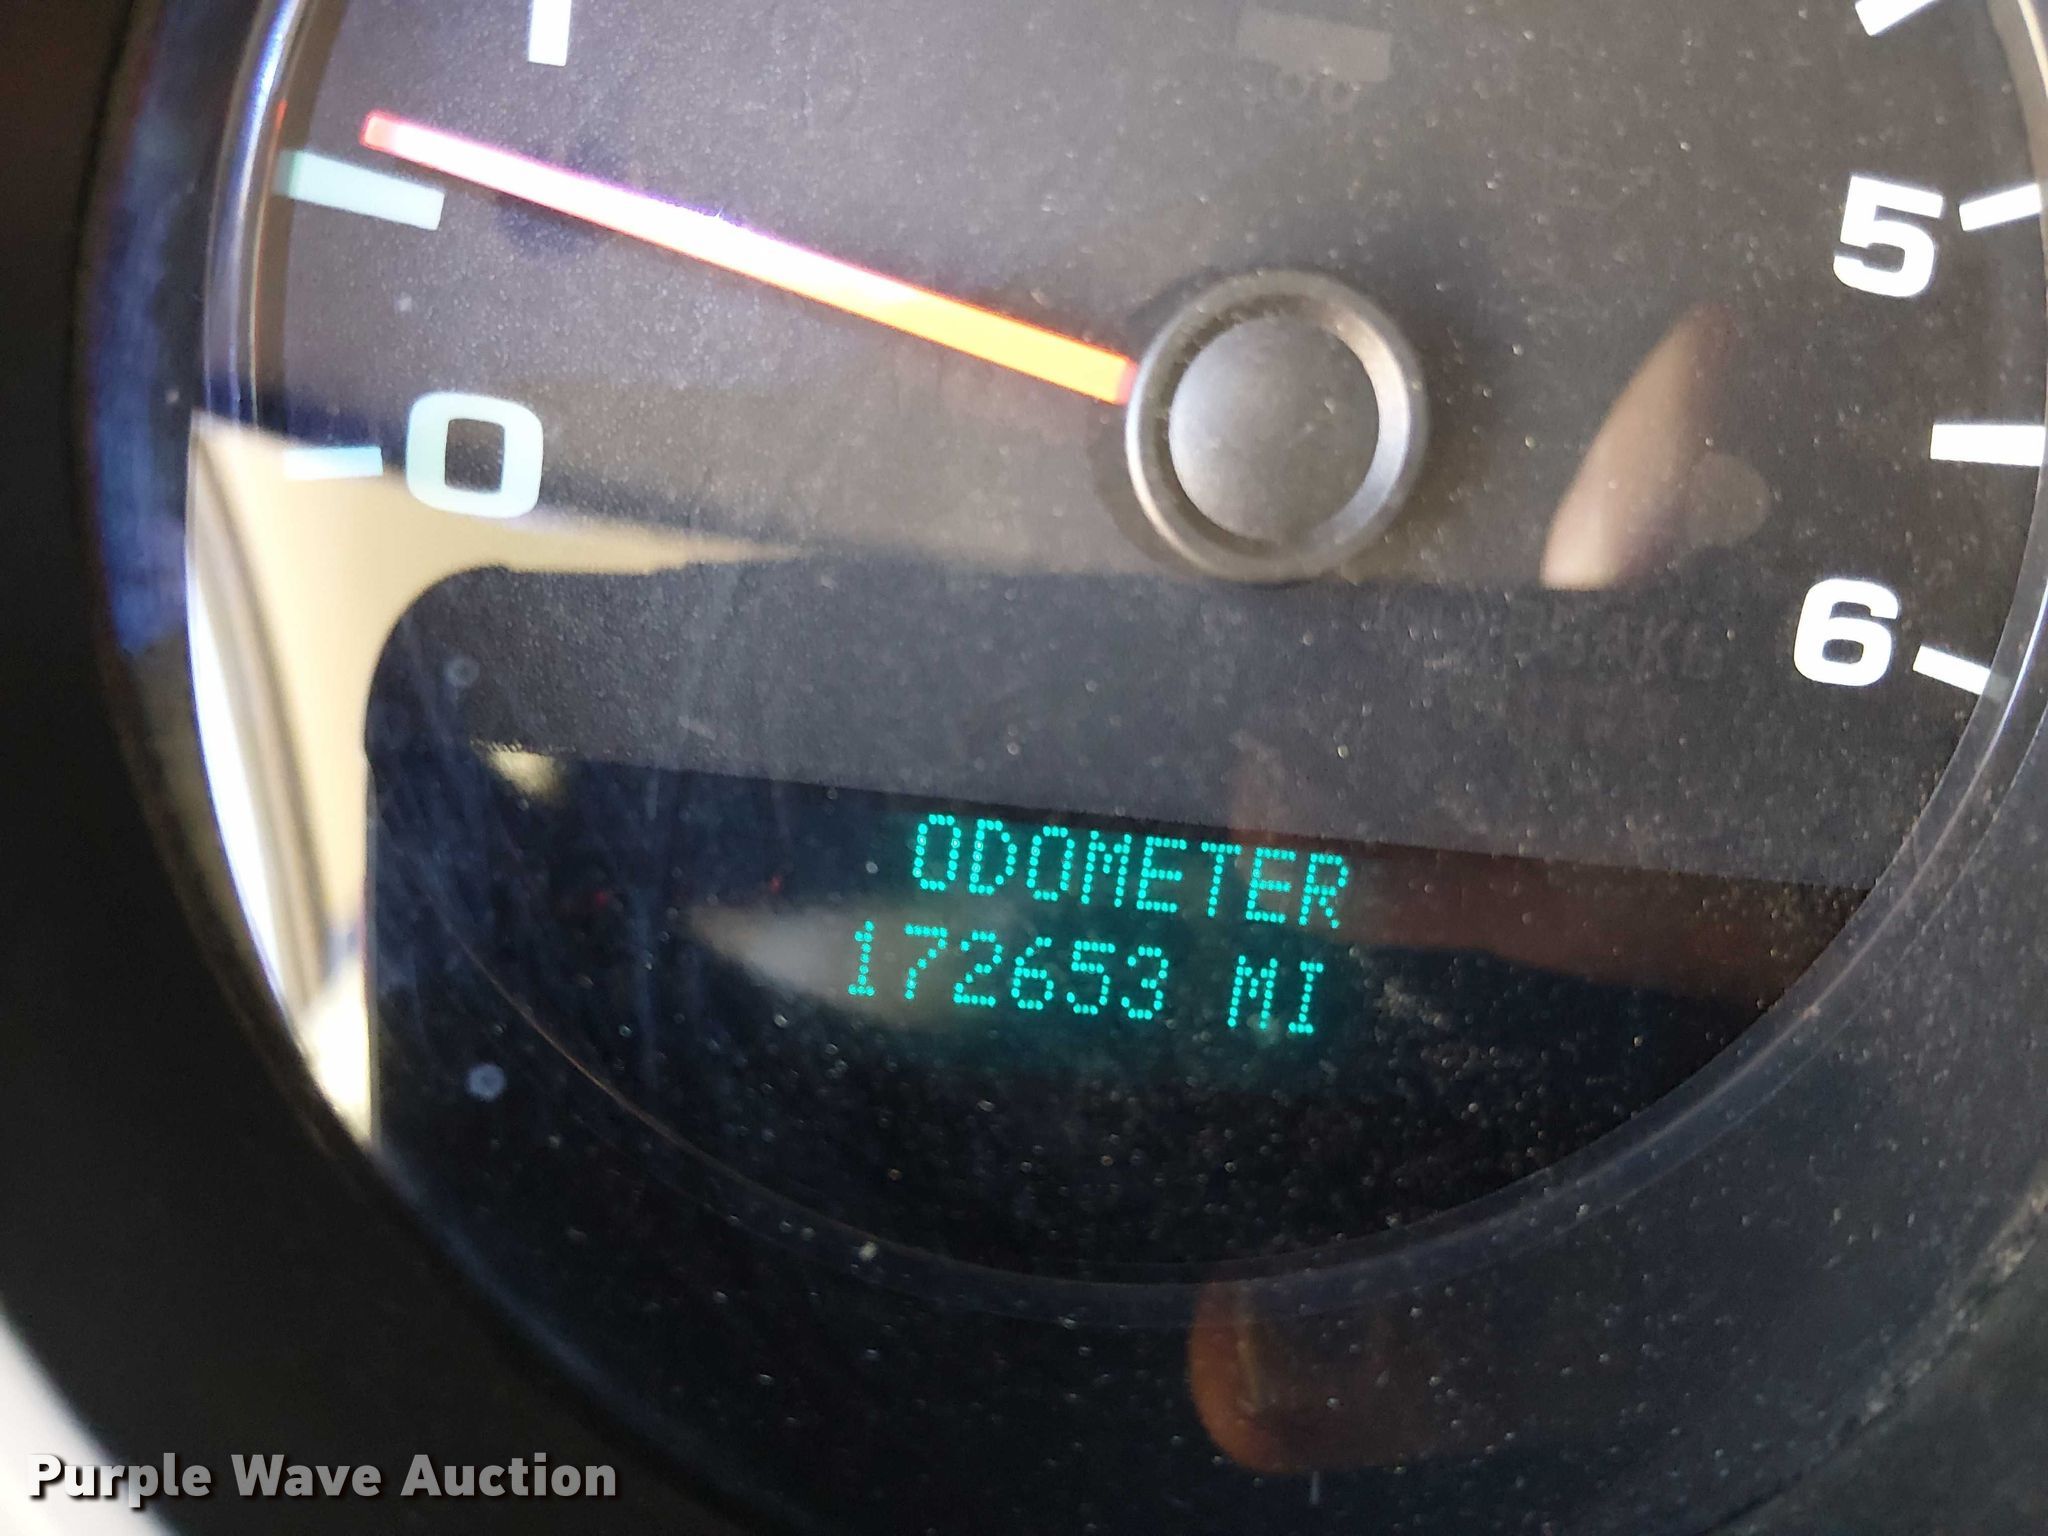 5
0
6
ODOMETER
172653 MI
Purple Wave Auction